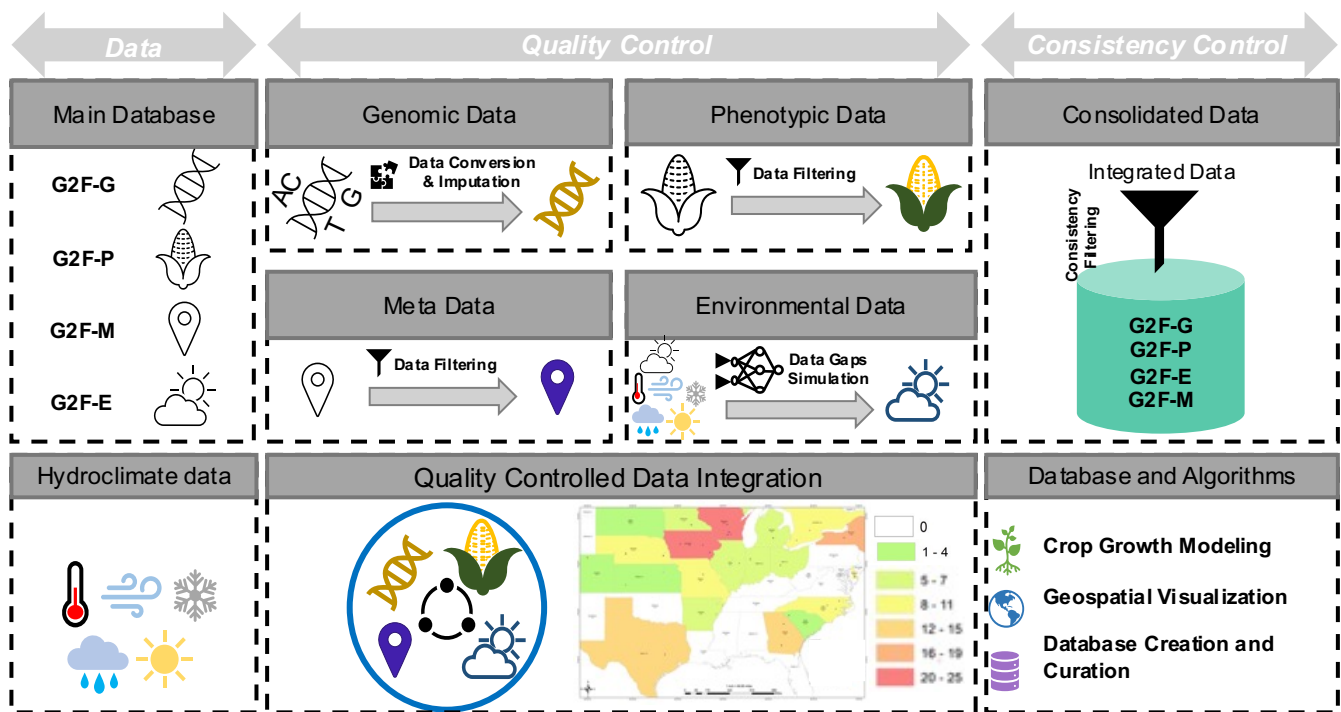 Data
Quality Control
Consistency Control
Main Database
G2F-G
G2F-P
G2F-M
G2F-E
Genomic Data
AC
T G
Data Conversion
& Imputation
Phenotypic Data
Data Filtering
Meta Data
Data Filtering
Environmental Data
Data Gaps
Simulation
Consolidated Data
Integrated Data
Consistency
Filtering
G2F-G
G2F-P
G2F-E
G2F-M
Hydroclimate data
Quality Controlled Data Integration
0
1 - 4
5 - 7
8 - 11
12 - 15
16 - 19
20 - 25
Database and Algorithms
Crop Growth Modeling
Geospatial Visualization
Database Creation and
Curation